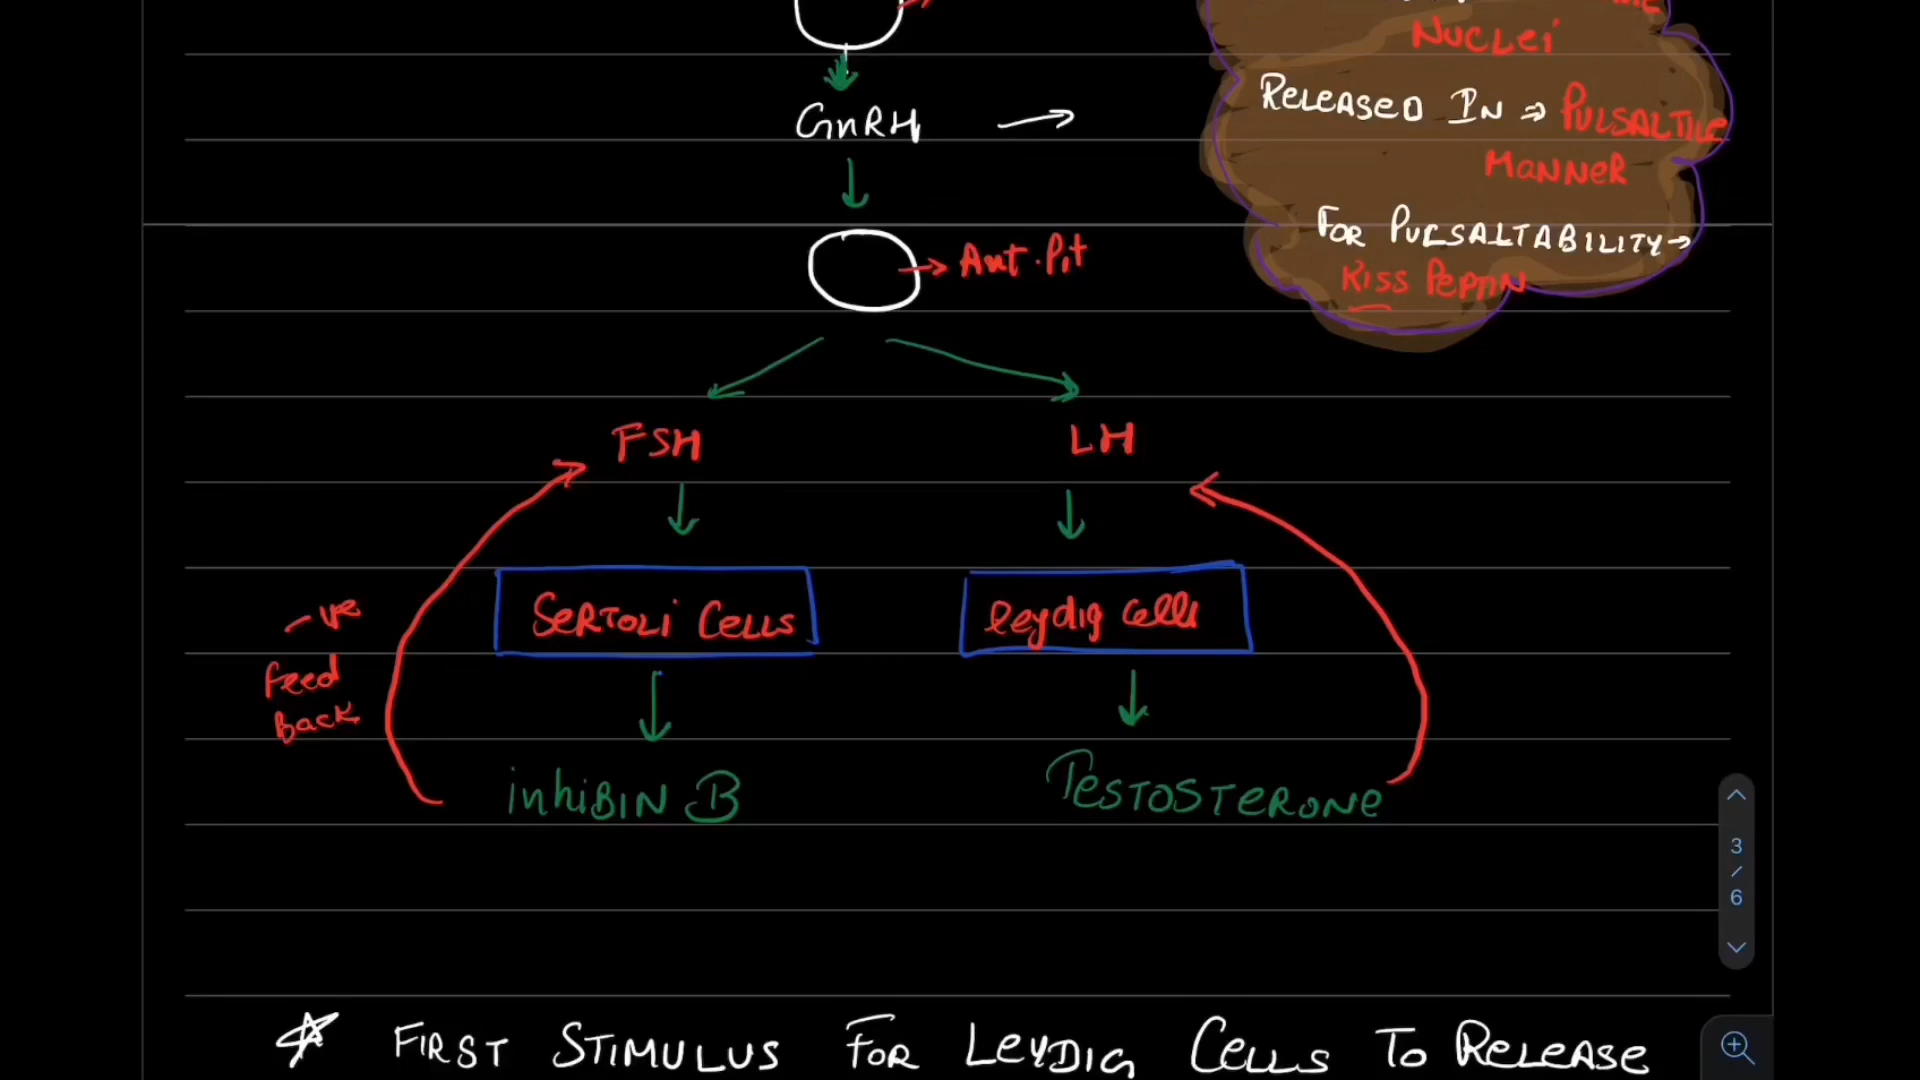 Nuclei
Released In ⇒ Pulsaltile
Manner
GnRH →
For Pulsaltability →
Kiss Peptin
→ Ant. Pit
FSH
LH
Sertoli Cells
leydig cells
-ve
feed
Back
inhiBIN B
Testosterone
3
/
6
☆ First Stimulus For Leydig Cells To Release